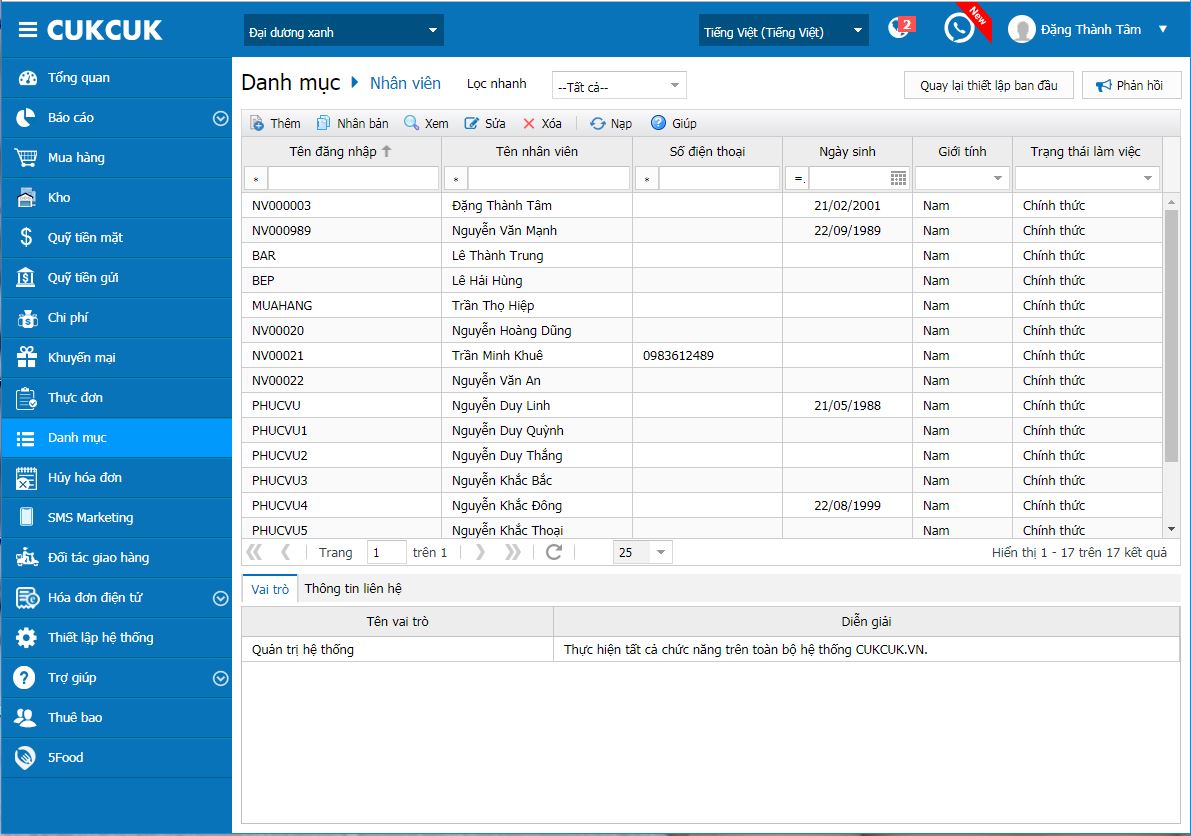 CUKCUK
Đại dương xanh
Tiếng Việt (Tiếng Việt)
2
New
Đặng Thành Tâm
Tổng quan
Báo cáo
Mua hàng
Kho
Quỹ tiền mặt
Quỹ tiền gửi
Chi phí
Khuyến mại
Thực đơn
Danh mục
Hủy hóa đơn
SMS Marketing
Đối tác giao hàng
Hóa đơn điện tử
Thiết lập hệ thống
Trợ giúp
Thuê bao
5Food
Danh mục Nhân viên Lọc nhanh --Tất cả-- Quay lại thiết lập ban đầu Phản hồi
Thêm Nhân bản Xem Sửa Xóa Nạp Giúp
Tên đăng nhập Tên nhân viên Số điện thoại Ngày sinh Giới tính Trạng thái làm việc
* * * =
NV000003 Đặng Thành Tâm 21/02/2001 Nam Chính thức
NV000989 Nguyễn Văn Mạnh 22/09/1989 Nam Chính thức
BAR Lê Thành Trung Nam Chính thức
BEP Lê Hải Hùng Nam Chính thức
MUAHANG Trần Thọ Hiệp Nam Chính thức
NV00020 Nguyễn Hoàng Dũng Nam Chính thức
NV00021 Trần Minh Khuê 0983612489 Nam Chính thức
NV00022 Nguyễn Văn An Nam Chính thức
PHUCVU Nguyễn Duy Linh 21/05/1988 Nam Chính thức
PHUCVU1 Nguyễn Duy Quỳnh Nam Chính thức
PHUCVU2 Nguyễn Duy Thắng Nam Chính thức
PHUCVU3 Nguyễn Khắc Bắc Nam Chính thức
PHUCVU4 Nguyễn Khắc Đông 22/08/1999 Nam Chính thức
PHUCVU5 Nguyễn Khắc Thoại Nam Chính thức
Trang 1 trên 1 25 Hiển thị 1 - 17 trên 17 kết quả
Vai trò Thông tin liên hệ
Tên vai trò Diễn giải
Quản trị hệ thống Thực hiện tất cả chức năng trên toàn bộ hệ thống CUKCUK.VN.